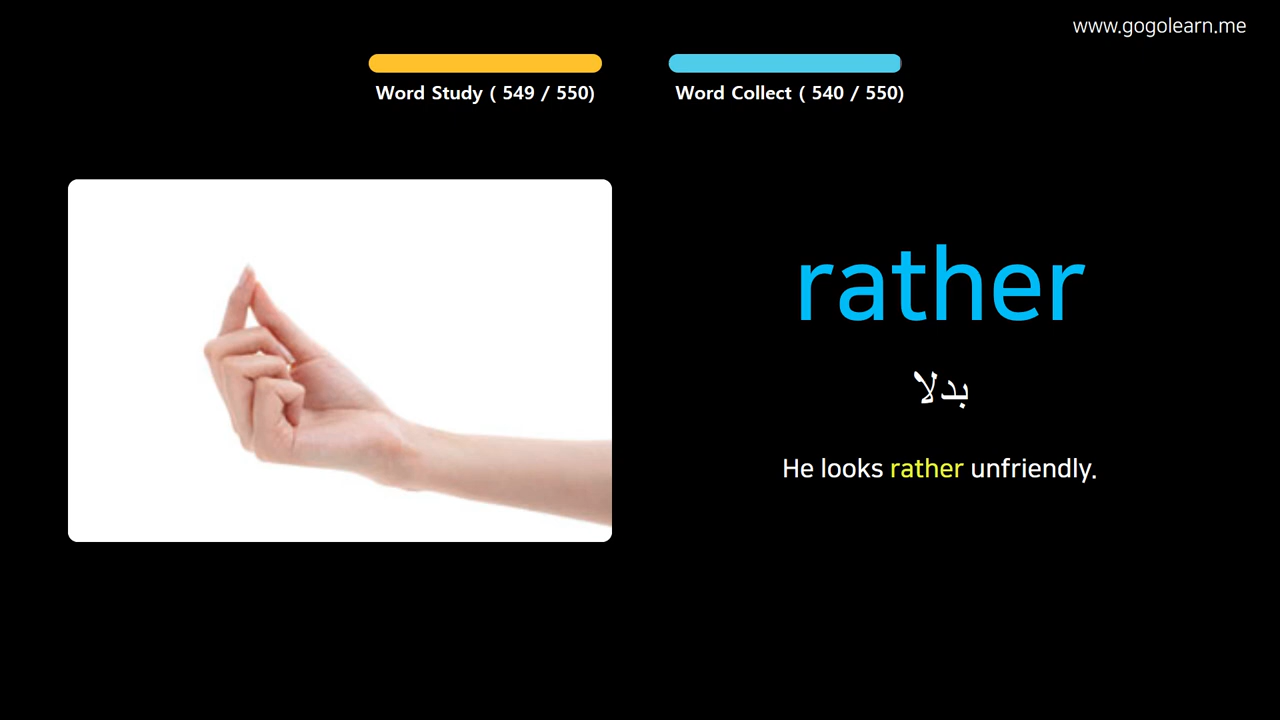 www.gogolearn.me
Word Study ( 549 / 550)
Word Collect ( 540 / 550)
rather
بدلا
He looks rather unfriendly.